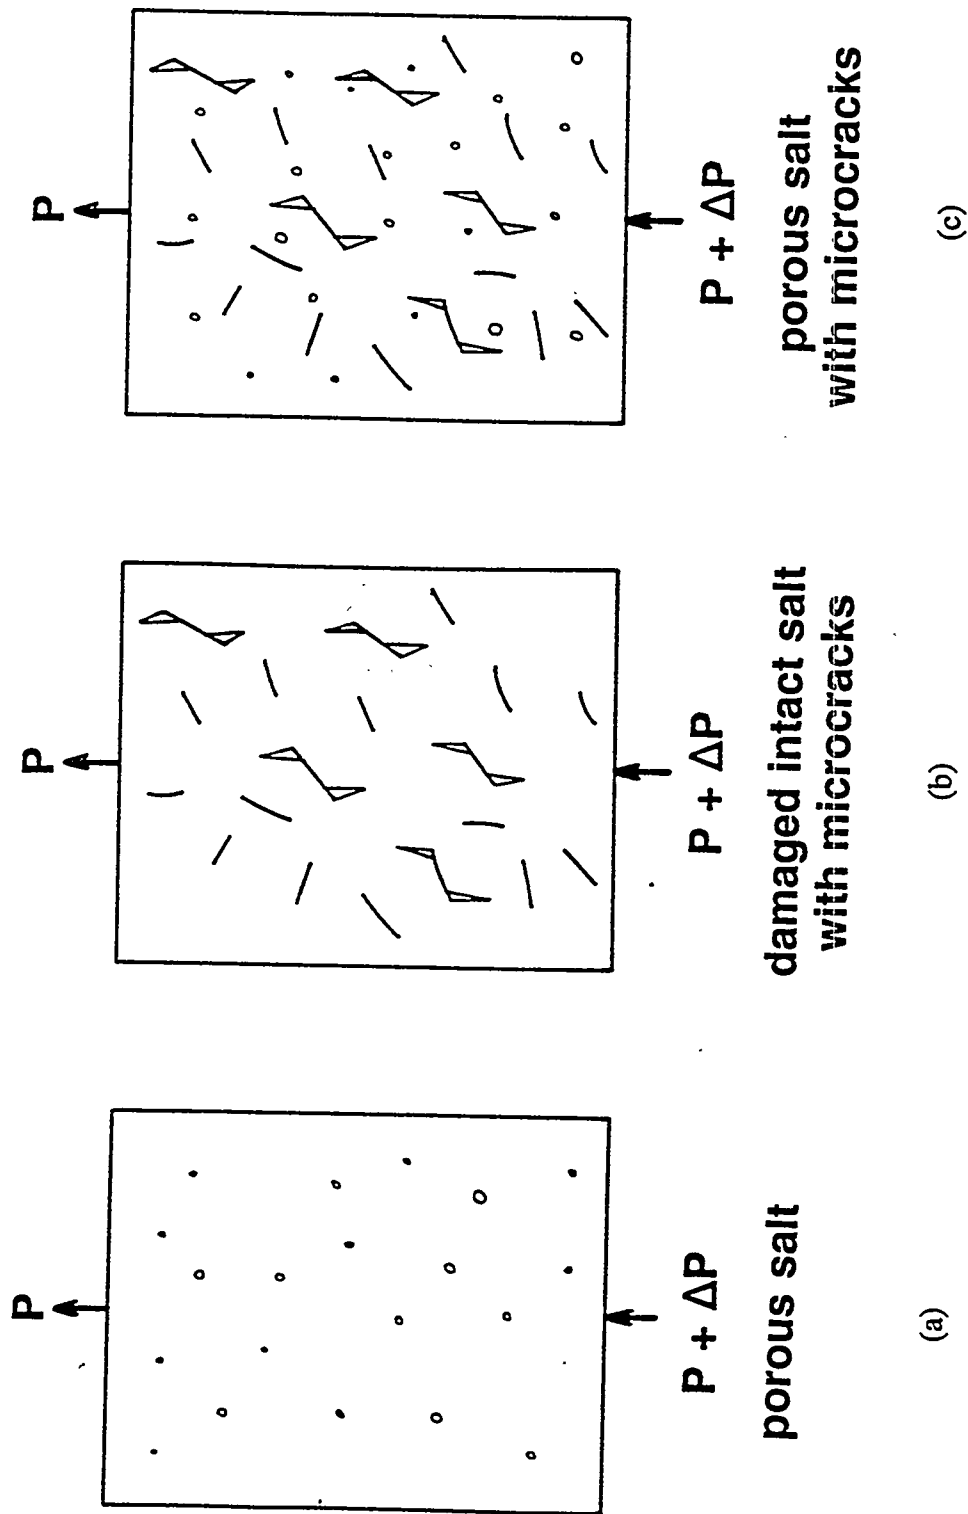 P
P + ΔP
porous salt
(a)
P
P + ΔP
damaged intact salt
with microcracks
(b)
P
P + ΔP
porous salt
with microcracks
(c)